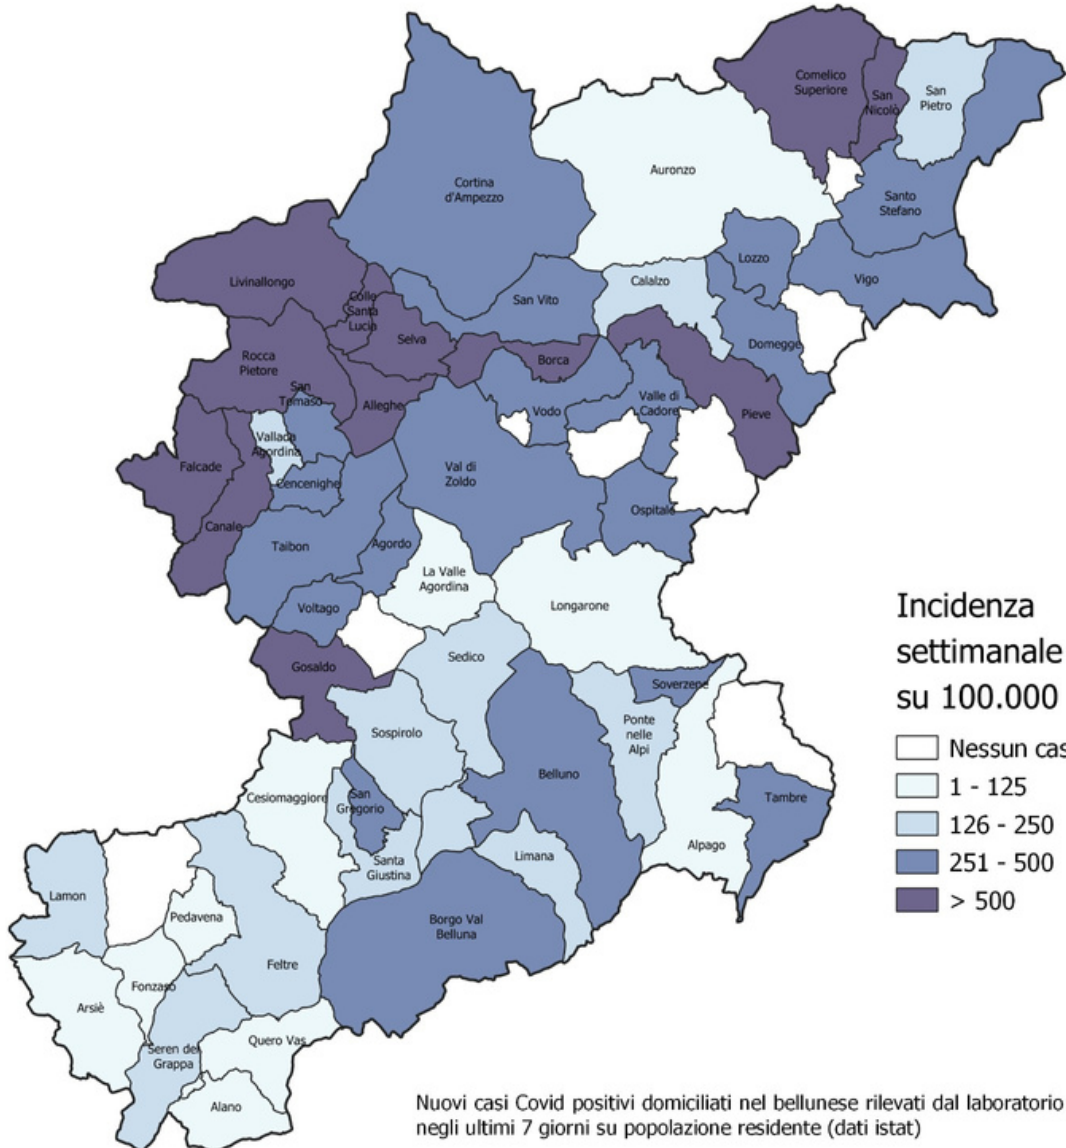 Comelico
Superiore
San
Nicolò
San
Pietro
Auronzo
Cortina
d'Ampezzo
Santo
Stefano
Lozzo
Vigo
Calalzo
Livinallongo
San Vito
Colle
Santa
Lucia
Selva
Domegge
Borca
Rocca
Pietore
San
Tomaso
Alleghe
Valle di
Cadore
Vodo
Pieve
Vallada
Agordina
Falcade
Val di
Zoldo
Cencenighe
Canale
Ospitale
Taibon
Agordo
La Valle
Agordina
Voltago
Longarone
Gosaldo
Sedico
Soverzene
Sospirolo
Ponte
nelle
Alpi
Belluno
Cesiomaggiore
San
Gregorio
Tambre
Alpago
Limana
Santa
Giustina
Lamon
Pedavena
Borgo Val
Belluna
Feltre
Fonzaso
Arsiè
Quero Vas
Seren del
Grappa
Alano
Incidenza
settimanale
su 100.000
Nessun cas
1 - 125
126 - 250
251 - 500
> 500
Nuovi casi Covid positivi domiciliati nel bellunese rilevati dal laboratorio
negli ultimi 7 giorni su popolazione residente (dati istat)